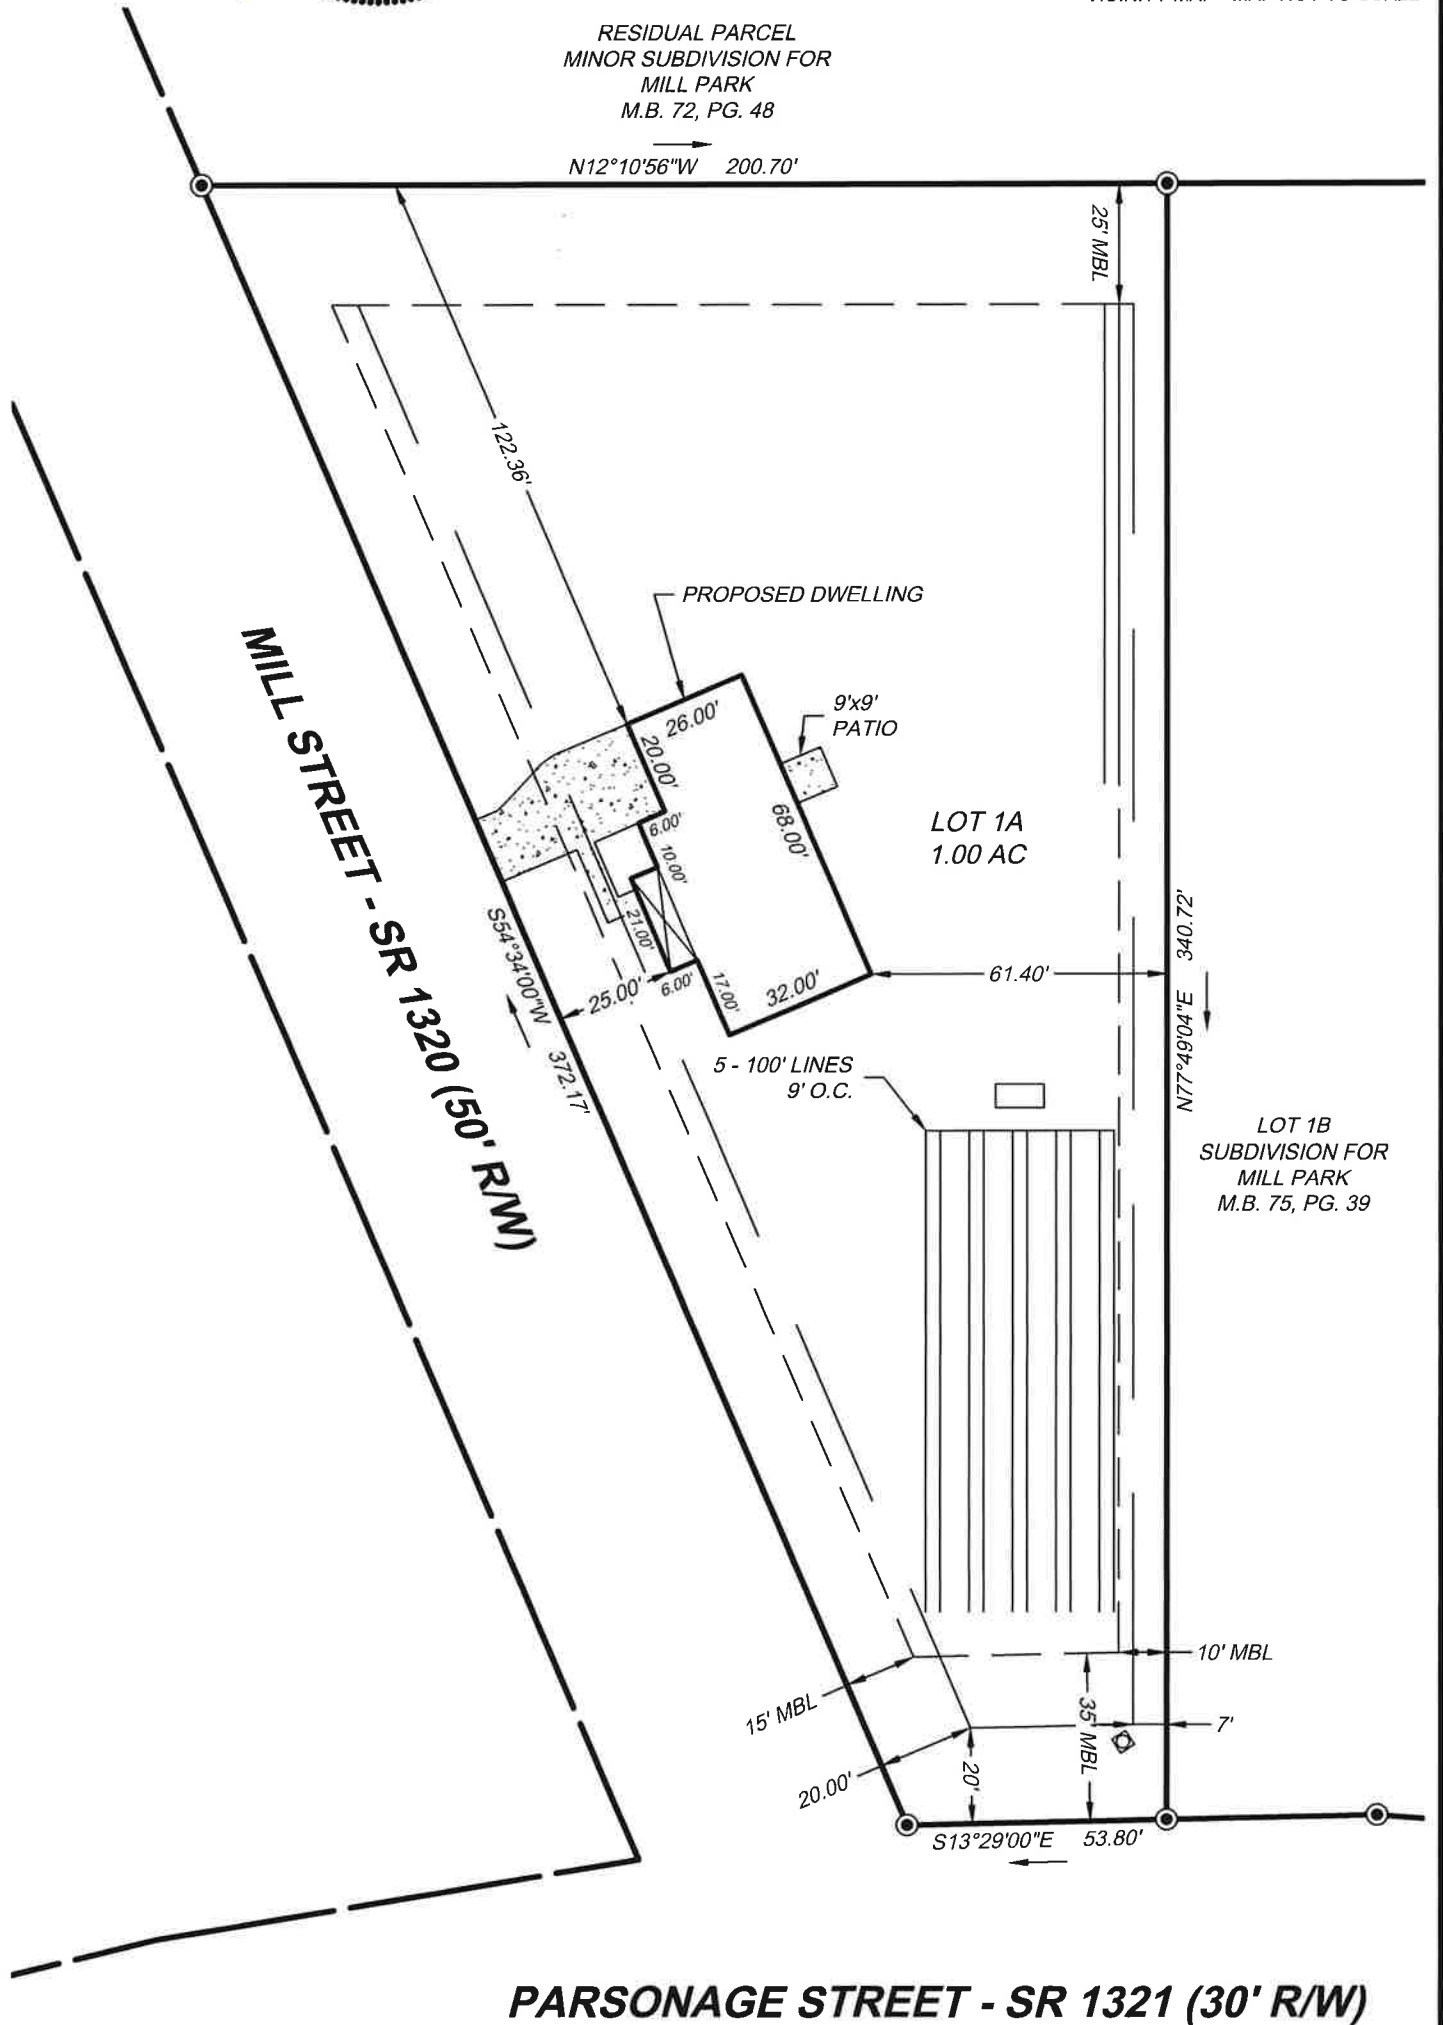 RESIDUAL PARCEL
MINOR SUBDIVISION FOR
MILL PARK
M.B. 72, PG. 48
N12°10'56"W 200.70'
25' MBL
122.36'
PROPOSED DWELLING
26.00'
9'x9'
PATIO
20.00'
68.00'
6.00'
10.00'
LOT 1A
1.00 AC
MILL STREET - SR 1320 (50' R/W)
S54°34'00"W 372.17'
21.00'
25.00'
6.00'
17.00'
32.00'
61.40'
N77°49'04"E 340.72'
5 - 100' LINES
9' O.C.
LOT 1B
SUBDIVISION FOR
MILL PARK
M.B. 75, PG. 39
10' MBL
15' MBL
35' MBL
7'
20.00'
20'
S13°29'00"E 53.80'
PARSONAGE STREET - SR 1321 (30' R/W)